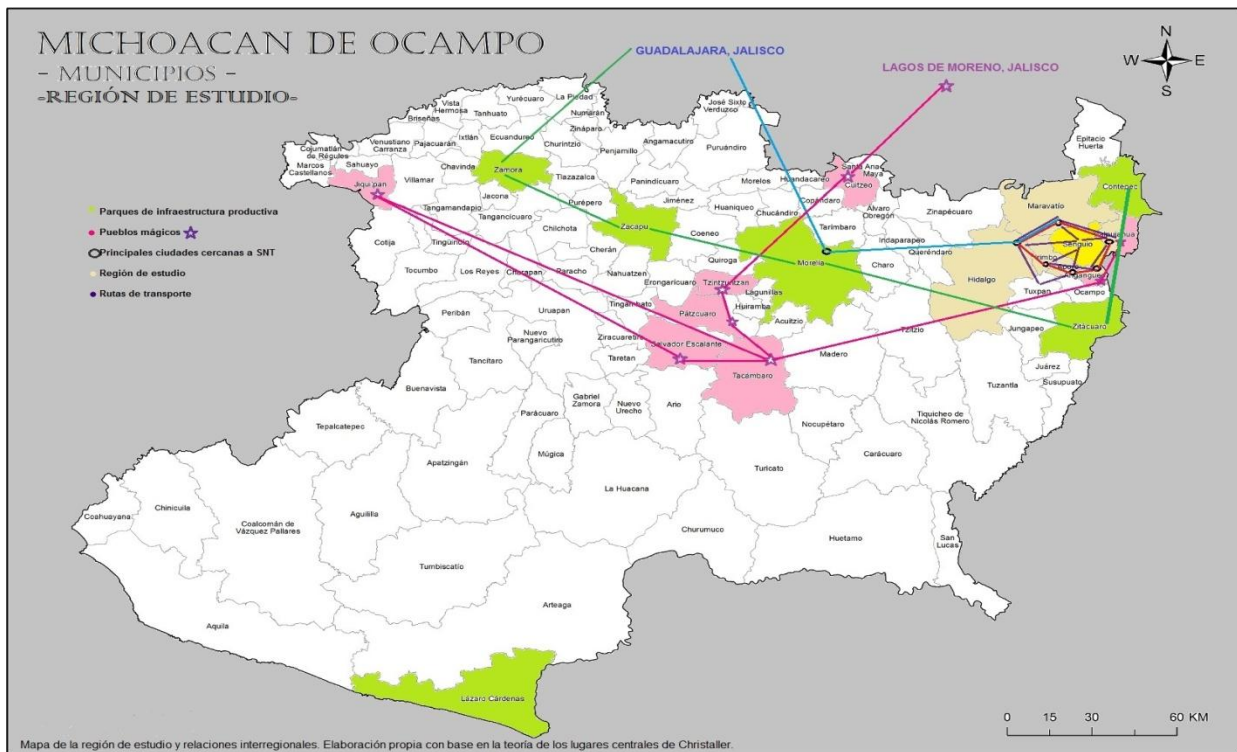 MICHOACAN DE OCAMPO
- MUNICIPIOS -
-REGIÓN DE ESTUDIO-
GUADALAJARA, JALISCO
LAGOS DE MORENO, JALISCO
N
W
E
S
Parques de infraestructura productiva
Pueblos mágicos
Principales ciudades cercanas a SNT
Región de estudio
Rutas de transporte
La Piedad
Yurécuaro
Vista
Hermosa
Tanhuato
Numarán
Briseñas
Zináparo
José Sixto
Verduzco
Ixtlán
Ecuandureo
Churintzio
Penjamillo
Angamacutiro
Puruándiro
Venustiano
Carranza
Pajacuarán
Cojumatlán
de Régules
Marcos
Castellanos
Sahuayo
Chavinda
Zamora
Tlazazalca
Panindícuaro
Morelos
Huandacareo
Santa Ana
Maya
Cuitzeo
Epitacio
Huerta
Contepec
Jiquilpan
Villamar
Jacona
Purépero
Jiménez
Huaniqueo
Chucándiro
Copándaro
Álvaro
Obregón
Zinapécuaro
Maravatío
Tangamandapio
Tangancícuaro
Zacapu
Coeneo
Tarímbaro
Indaparapeo
Queréndaro
Cotija
Tingüindín
Chilchota
Cherán
Quiroga
Morelia
Charo
Hidalgo
Tocumbo
Los Reyes
Charapan
Paracho
Nahuatzen
Erongarícuaro
Tzintzuntzan
Lagunillas
Tuxpan
Ocampo
Peribán
Uruapan
Tingambato
Pátzcuaro
Huiramba
Acuitzio
Tzitzio
Jungapeo
Zitácuaro
Nuevo
Parangaricutiro
Ziracuaretiro
Salvador Escalante
Madero
Tancítaro
Taretan
Tacámbaro
Juárez
Susupuato
Tuzantla
Buenavista
Gabriel
Zamora
Nuevo
Urecho
Ario
Tiquicheo de
Nicolás Romero
Parácuaro
Nocupétaro
Tepalcatepec
Apatzingán
Múgica
Turicato
Carácuaro
La Huacana
Coahuayana
Chinicuila
Coalcomán de
Vázquez Pallares
Aguililla
Churumuco
Huetamo
San
Lucas
Tumbiscatío
Arteaga
Aquila
Lázaro Cárdenas
0 15 30 60 KM
Mapa de la región de estudio y relaciones interregionales. Elaboración propia con base en la teoría de los lugares centrales de Christaller.